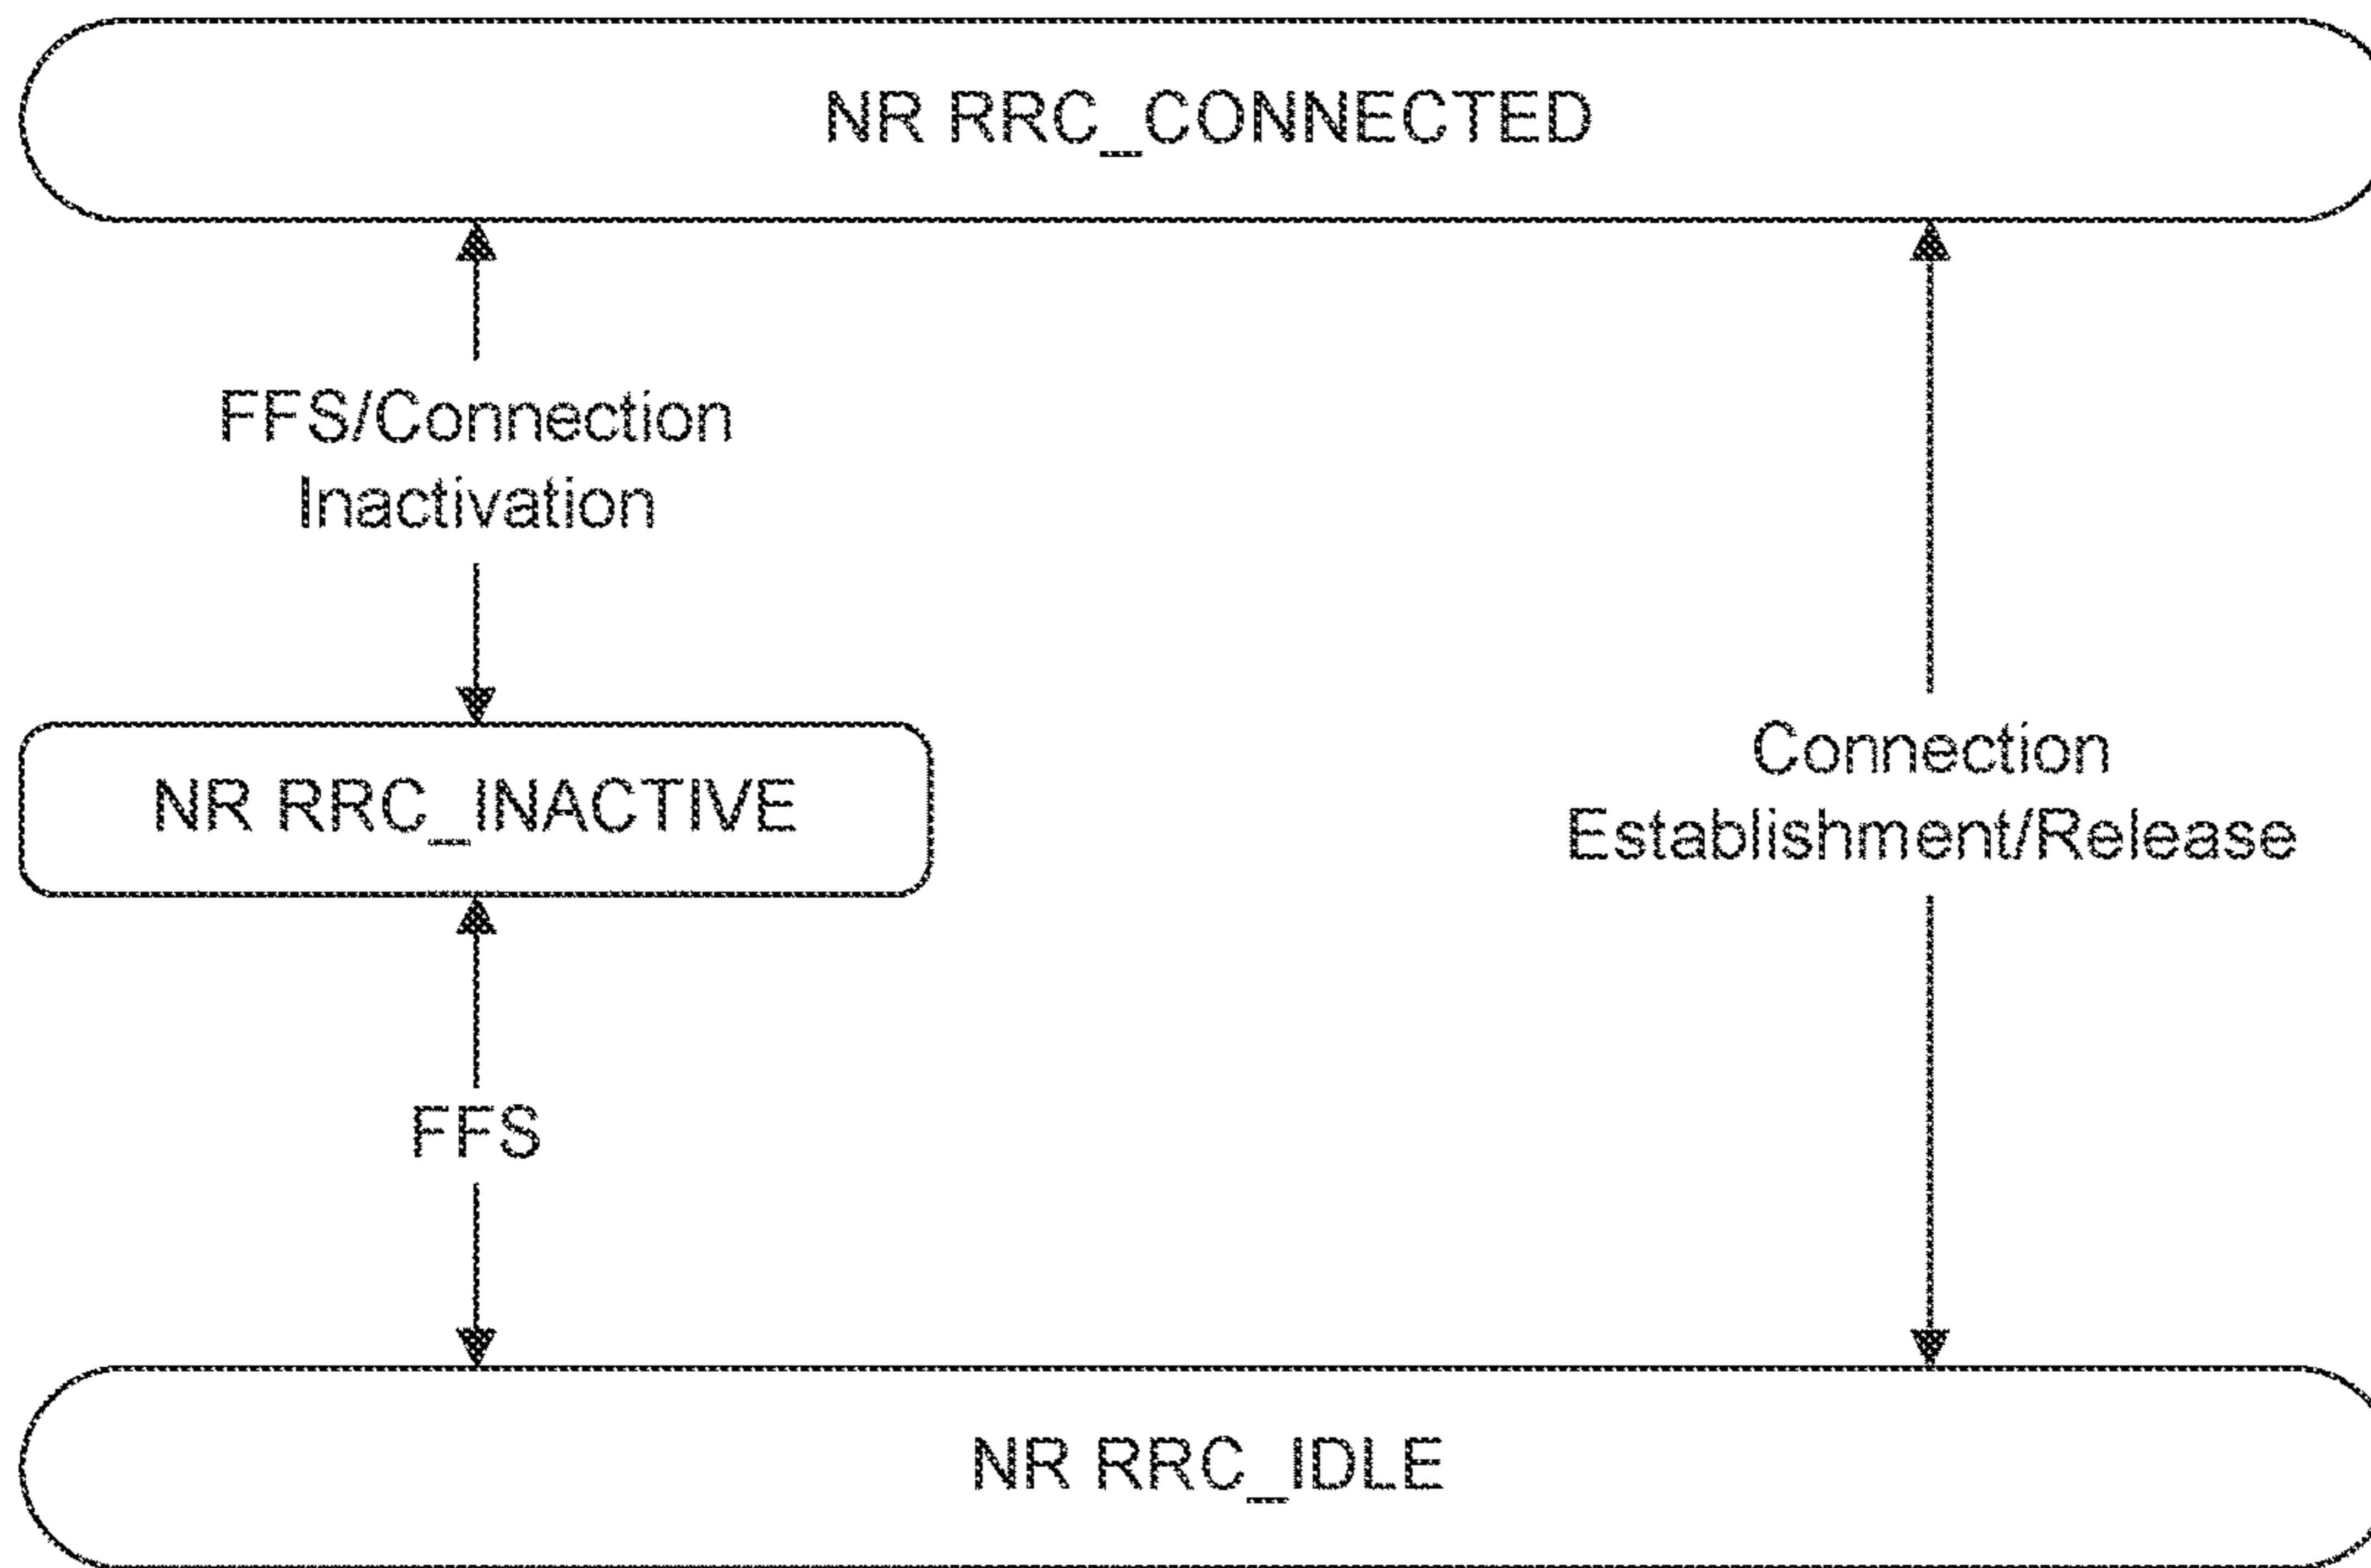 NR RRC_CONNECTED
FFS/Connection
Inactivation
Connection
Establishment/Release
NR RRC_INACTIVE
FFS
NR RRC_IDLE